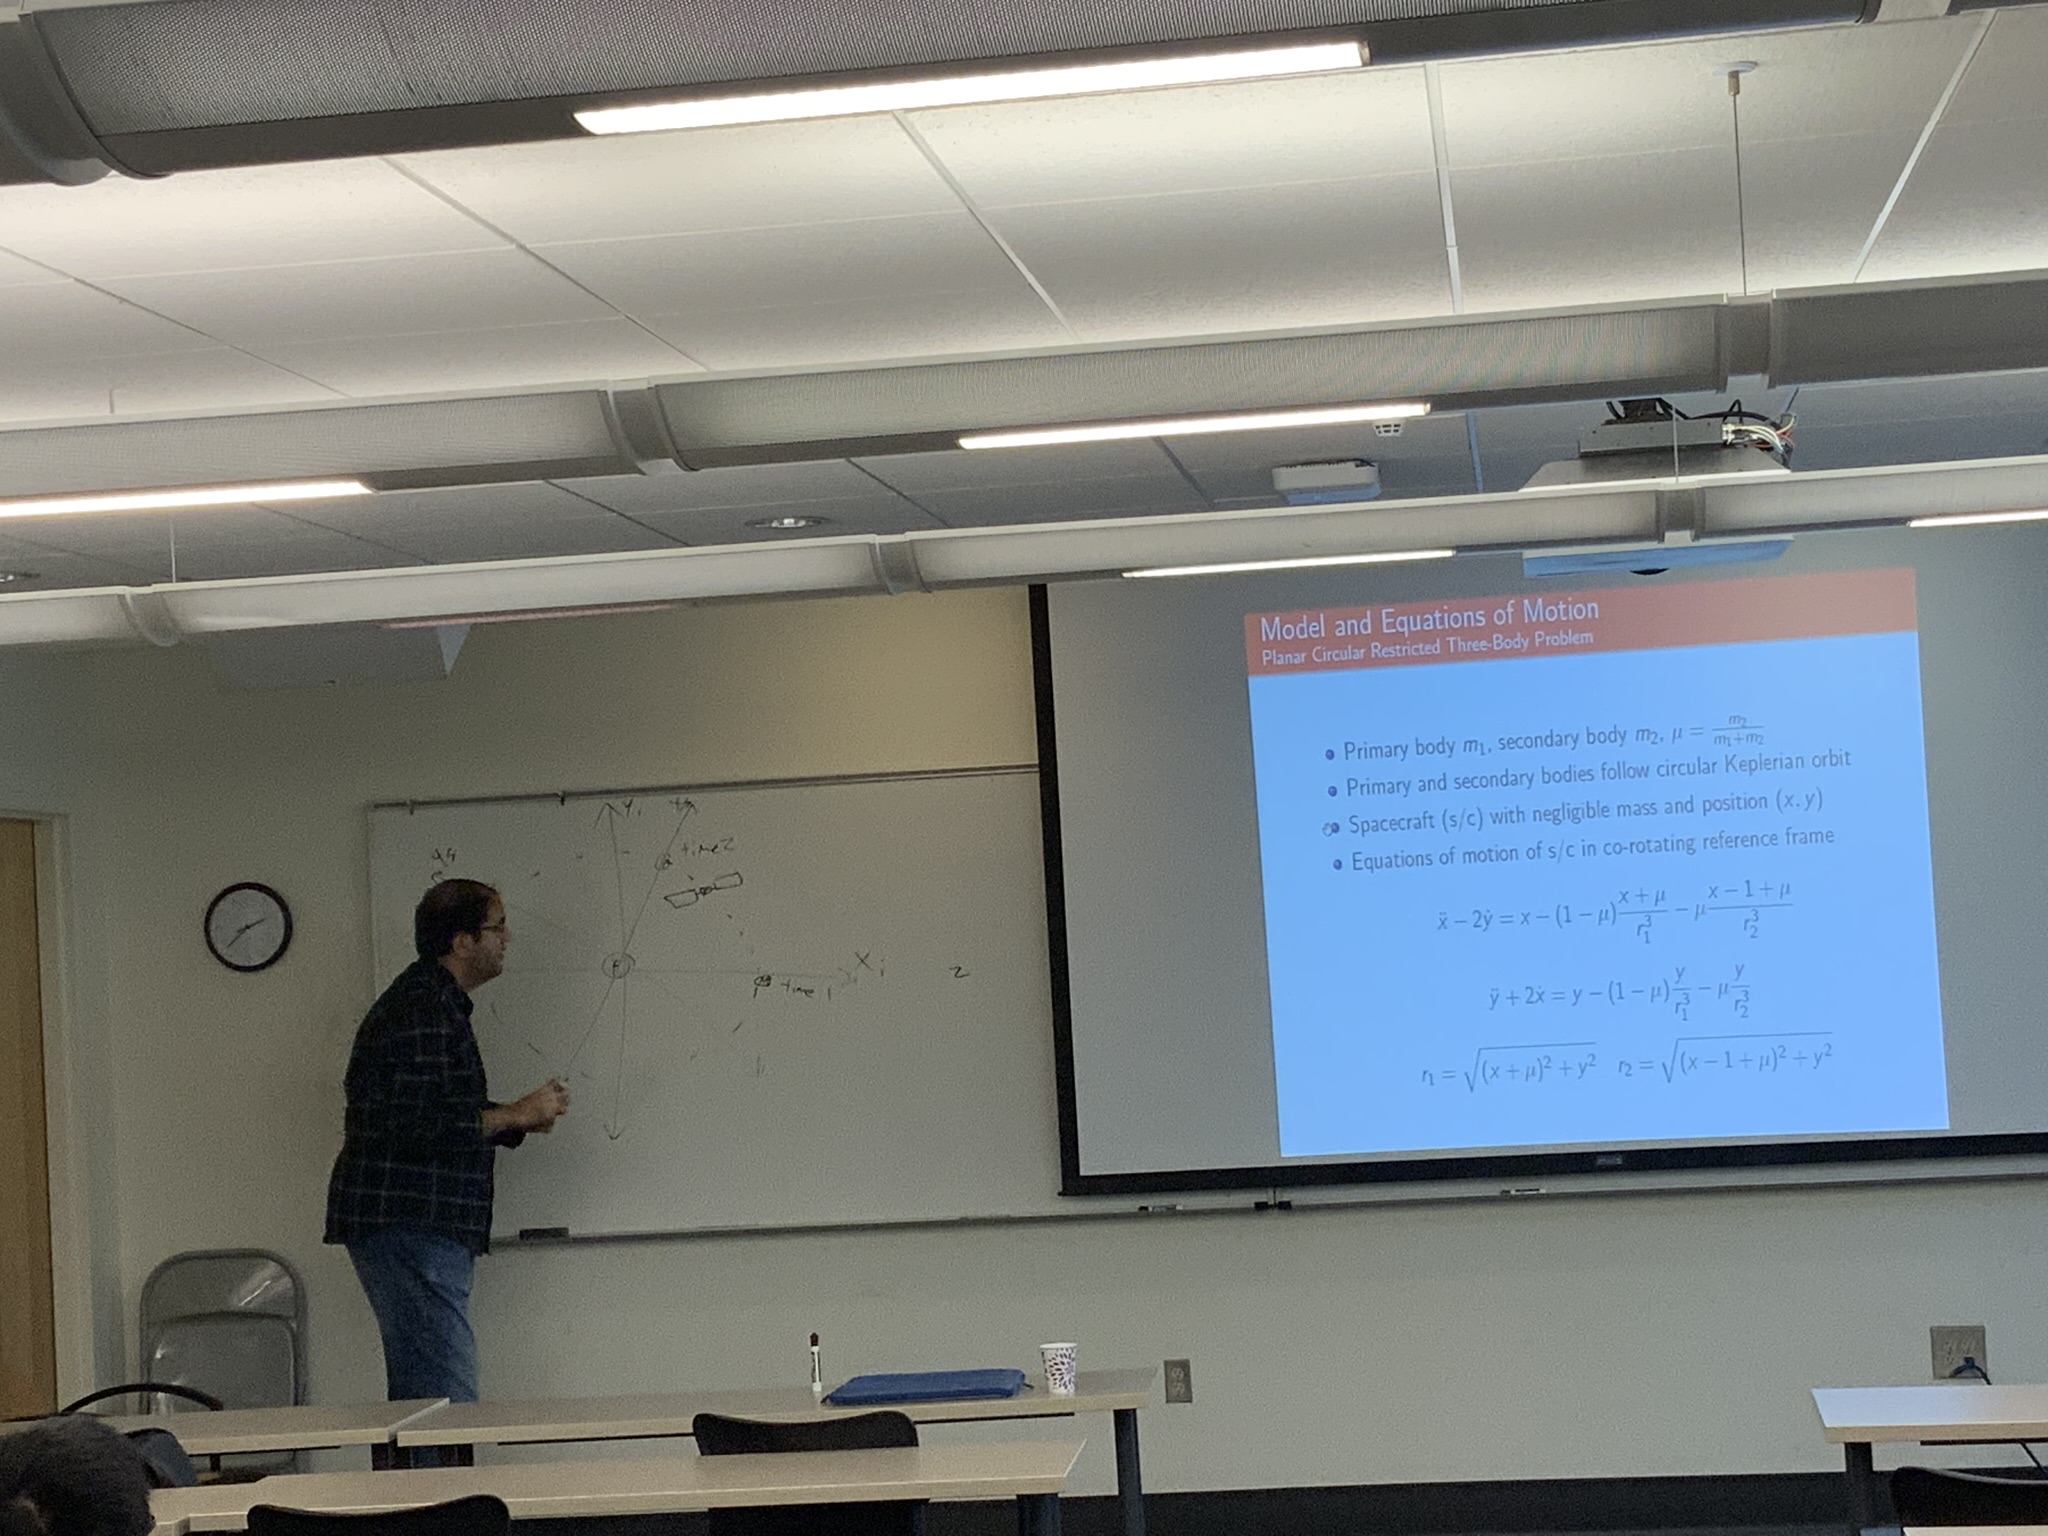 Model and Equations of Motion
Planar Circular Restricted Three-Body Problem
Primary body m₁, secondary body m₂, μ = m₂/(m₁+m₂)
Primary and secondary bodies follow circular Keplerian orbit
Spacecraft (s/c) with negligible mass and position (x, y)
Equations of motion of s/c in co-rotating reference frame
ẍ − 2ẏ = x − (1 − μ) (x + μ)/r₁³ − μ (x − 1 + μ)/r₂³
ÿ + 2ẋ = y − (1 − μ) y/r₁³ − μ y/r₂³
r₁ = √((x + μ)² + y²) r₂ = √((x − 1 + μ)² + y²)
Yᵢ
time 2
Xᵢ
time 1
2